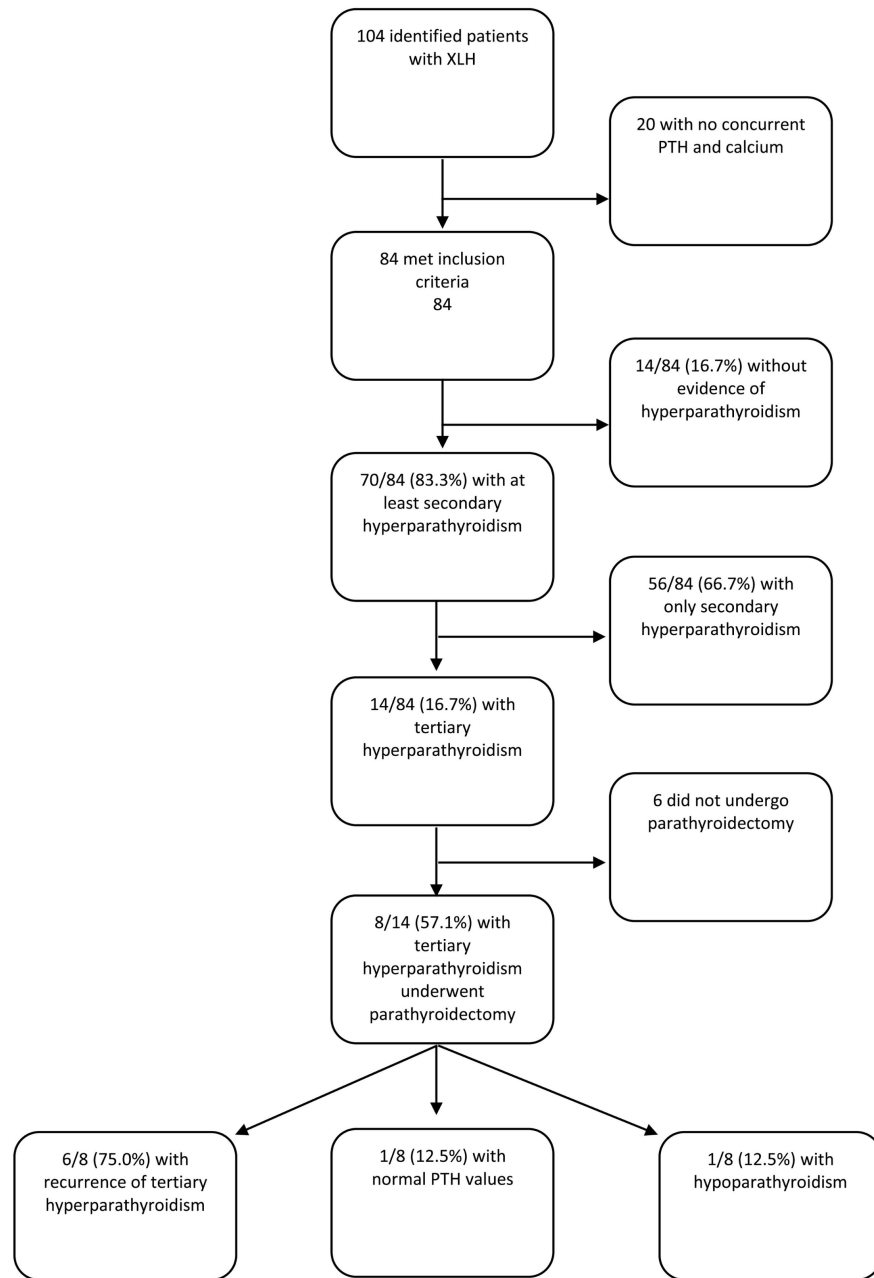 104 identified patients
with XLH
20 with no concurrent
PTH and calcium
84 met inclusion
criteria
84
14/84 (16.7%) without
evidence of
hyperparathyroidism
70/84 (83.3%) with at
least secondary
hyperparathyroidism
56/84 (66.7%) with
only secondary
hyperparathyroidism
14/84 (16.7%) with
tertiary
hyperparathyroidism
6 did not undergo
parathyroidectomy
8/14 (57.1%) with
tertiary
hyperparathyroidism
underwent
parathyroidectomy
6/8 (75.0%) with
recurrence of tertiary
hyperparathyroidism
1/8 (12.5%) with
normal PTH values
1/8 (12.5%) with
hypoparathyroidism